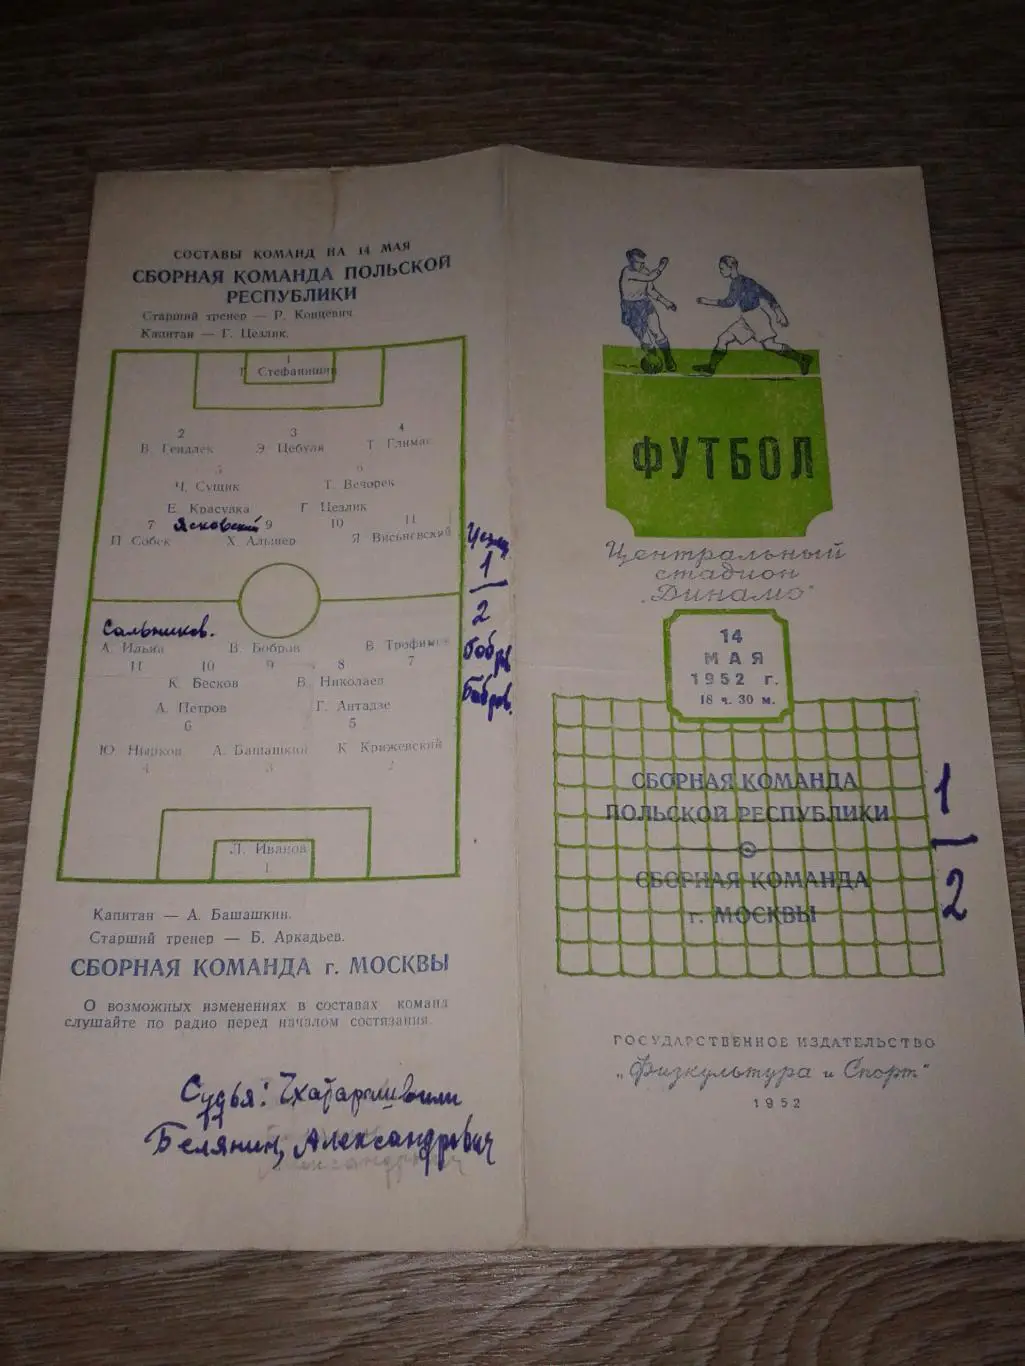 СОСТАВЫ КОМАНД НА 14 МАЯ
СБОРНАЯ КОМАНДА ПОЛЬСКОЙ
РЕСПУБЛИКИ
Старший тренер — Р. Концевич
Капитан — Г. Цезлик.
1
Т Стефанишин
2 3 4
В. Гендлек Э Цебуля Т. Глимас
5 6
Ч. Сущик Т. Вечорек
Е. Красувка Г. Цезлик
7 Ясковский 9 10 11
П Собек Х. Альшер Я Висьневский
1
2
Бобров.
Сальников.
А. Ильин В. Бобров В. Трофимов
11 10 9 8 7
К. Бесков В. Николаев
А. Петров Г. Антадзе
6 5
Ю Нырков А. Башашкин К. Крижевский
4 3 2
Л. Иванов
1
Капитан — А. Башашкин.
Старший тренер — Б. Аркадьев.
СБОРНАЯ КОМАНДА г. МОСКВЫ
О возможных изменениях в составах команд
слушайте по радио перед началом состязания.
Судья: Чхатарашвили
Белянин, Александрович
ФУТБОЛ
Центральный
стадион
„Динамо"
14
МАЯ
1952 г.
18 ч. 30 м.
СБОРНАЯ КОМАНДА
ПОЛЬСКОЙ РЕСПУБЛИКИ
1
СБОРНАЯ КОМАНДА
г. МОСКВЫ
2
ГОСУДАРСТВЕННОЕ ИЗДАТЕЛЬСТВО
„Физкультура и Спорт"
1952